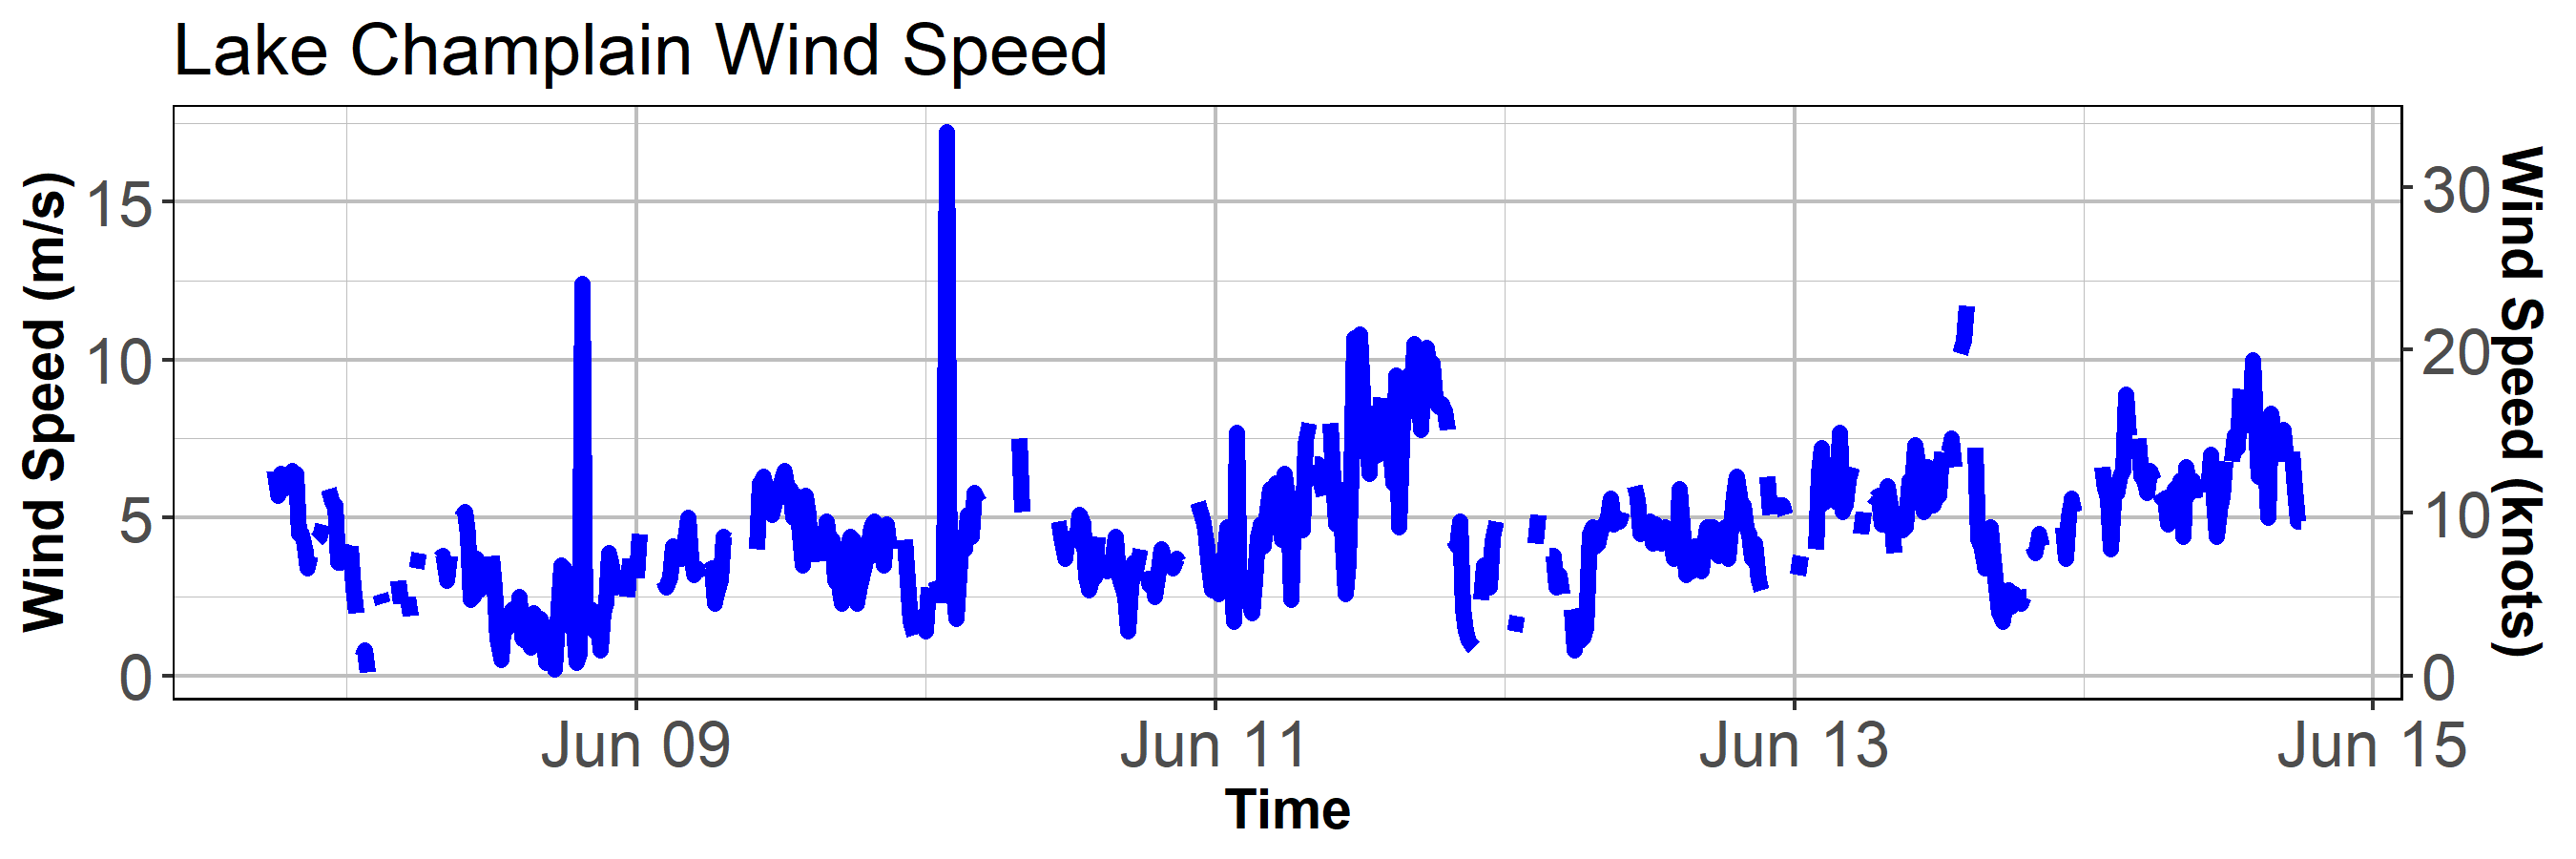 Lake Champlain Wind Speed
Wind Speed (m/s)
15
10
5
0
30
20
10
0
Wind Speed (knots)
Jun 09 Jun 11 Jun 13 Jun 15
Time